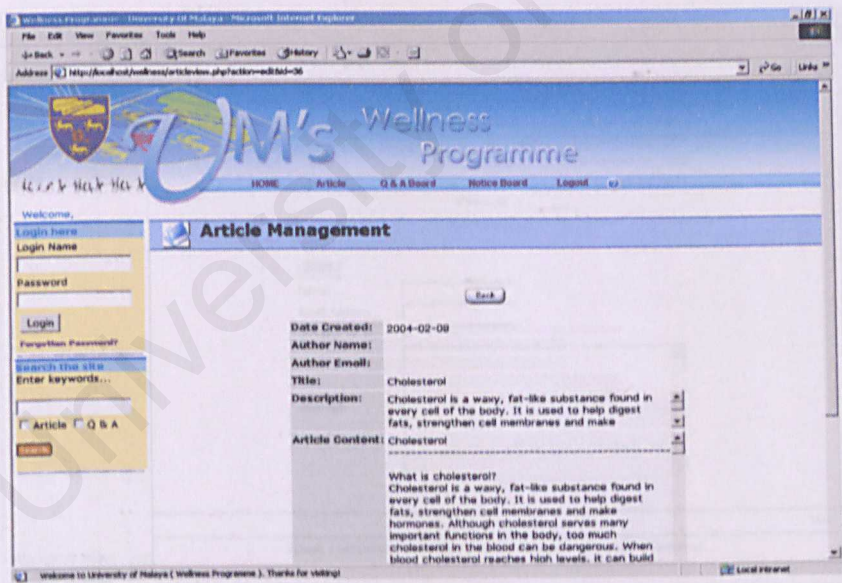 Wellness Programme - University of Malaya - Microsoft Internet Explorer
File Edit View Favorites Tools Help
Back Search Favorites History
Address http://localhost/wellness/articleview.php?action=edit&id=36 Go Links »
UM's Wellness
Programme
HOME Article Q & A Board Notice Board Logout
Welcome,
Login here
Login Name
Password
Login
Forgotten Password?
Search the site
Enter keywords...
Article Q & A
Search
Article Management
Back
Date Created: 2004-02-08
Author Name:
Author Email:
Title: Cholesterol
Description: Cholesterol is a waxy, fat-like substance found in
every cell of the body. It is used to help digest
fats, strengthen cell membranes and make
Article Content: Cholesterol
What is cholesterol?
Cholesterol is a waxy, fat-like substance found in
every cell of the body. It is used to help digest
fats, strengthen cell membranes and make
hormones. Although cholesterol serves many
important functions in the body, too much
cholesterol in the blood can be dangerous. When
blood cholesterol reaches high levels, it can build
Welcome to University of Malaya ( Wellness Programme ). Thanks for visiting! Local intranet
University of